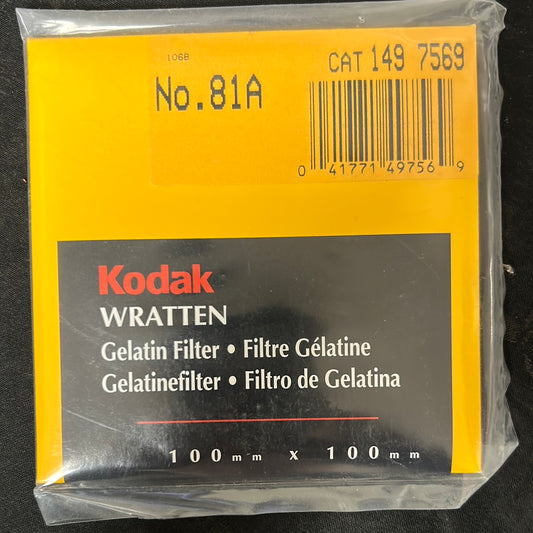 106B
CAT 149 7569
No.81A
0 41771 49756 9
Kodak
WRATTEN
Gelatin Filter • Filtre Gélatine
Gelatinefilter • Filtro de Gelatina
100mm x 100mm